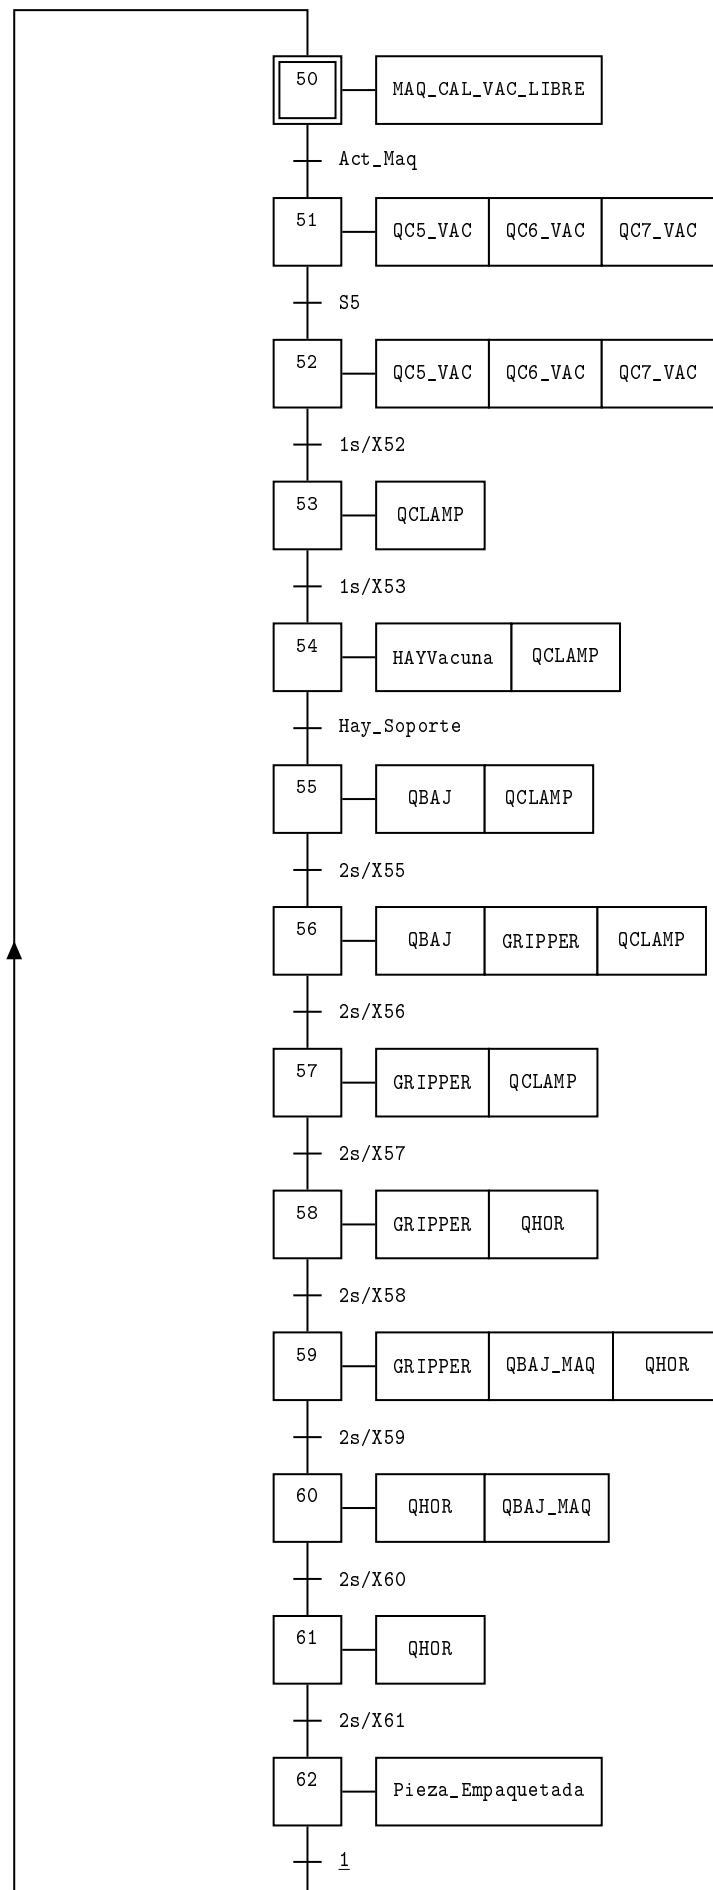 50 MAQ_CAL_VAC_LIBRE
Act_Maq
51 QC5_VAC QC6_VAC QC7_VAC
S5
52 QC5_VAC QC6_VAC QC7_VAC
1s/X52
53 QCLAMP
1s/X53
54 HAYVacuna QCLAMP
Hay_Soporte
55 QBAJ QCLAMP
2s/X55
56 QBAJ GRIPPER QCLAMP
2s/X56
57 GRIPPER QCLAMP
2s/X57
58 GRIPPER QHOR
2s/X58
59 GRIPPER QBAJ_MAQ QHOR
2s/X59
60 QHOR QBAJ_MAQ
2s/X60
61 QHOR
2s/X61
62 Pieza_Empaquetada
1